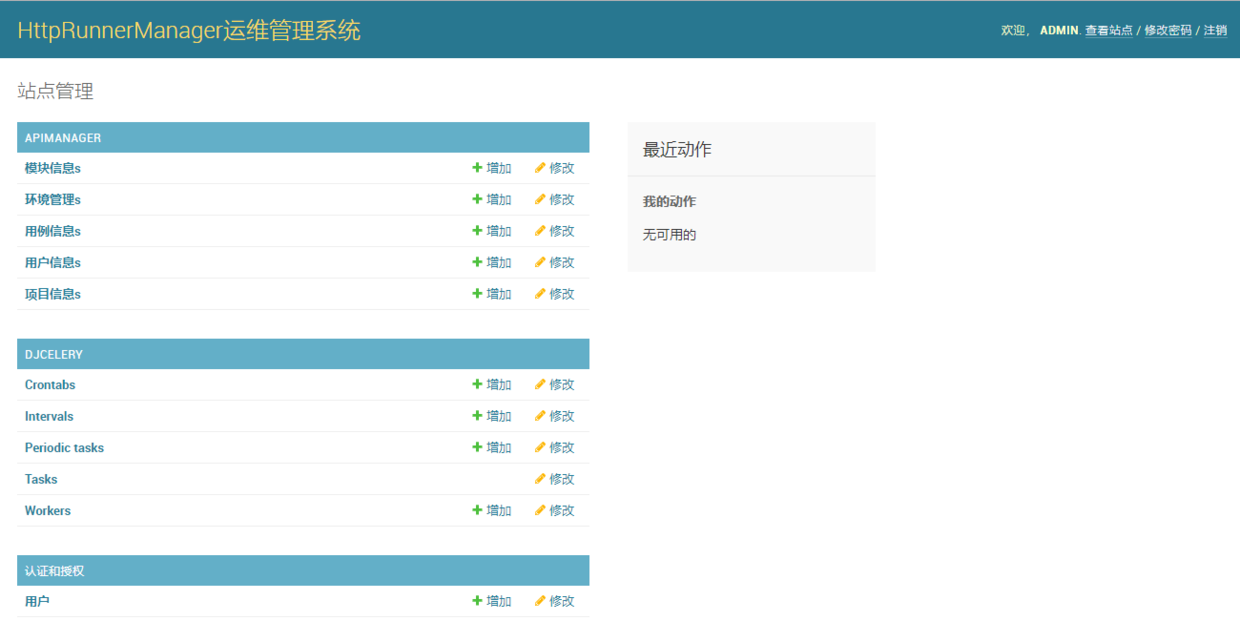 HttpRunnerManager运维管理系统
欢迎， ADMIN. 查看站点 / 修改密码 / 注销
站点管理
APIMANAGER
模块信息s 增加 修改
环境管理s 增加 修改
用例信息s 增加 修改
用户信息s 增加 修改
项目信息s 增加 修改
最近动作
我的动作
无可用的
DJCELERY
Crontabs 增加 修改
Intervals 增加 修改
Periodic tasks 增加 修改
Tasks 修改
Workers 增加 修改
认证和授权
用户 增加 修改